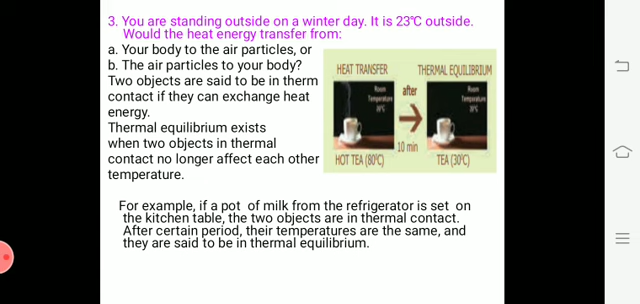 3. You are standing outside on a winter day. It is 23℃ outside.
Would the heat energy transfer from:
a. Your body to the air particles, or
b. The air particles to your body?
Two objects are said to be in therm
contact if they can exchange heat
energy.
Thermal equilibrium exists
when two objects in thermal
contact no longer affect each other
temperature.
HEAT TRANSFER
THERMAL EQUILIBRIUM
Room
Temperature
after
Room
Temperature
10 min
HOT TEA (80°C)
TEA (30°C)
For example, if a pot of milk from the refrigerator is set on
the kitchen table, the two objects are in thermal contact.
After certain period, their temperatures are the same, and
they are said to be in thermal equilibrium.